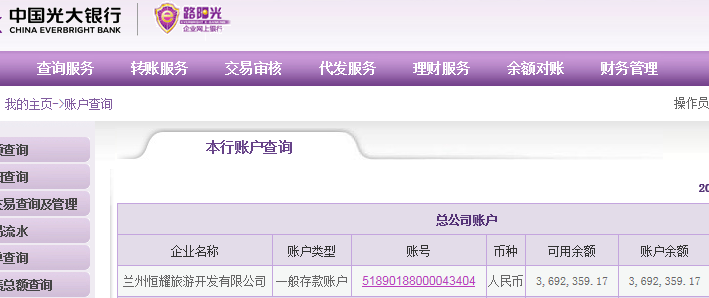 中国光大银行
CHINA EVERBRIGHT BANK
路阳光
企业网上银行
查询服务 转账服务 交易审核 代发服务 理财服务 余额对账 财务管理
我的主页->账户查询 操作员
查询
查询
交易查询及管理
流水
查询
总额查询
本行账户查询
20
总公司账户
企业名称 账户类型 账号 币种 可用余额 账户余额
兰州恒耀旅游开发有限公司 一般存款账户 51890188000043404 人民币 3,692,359.17 3,692,359.17